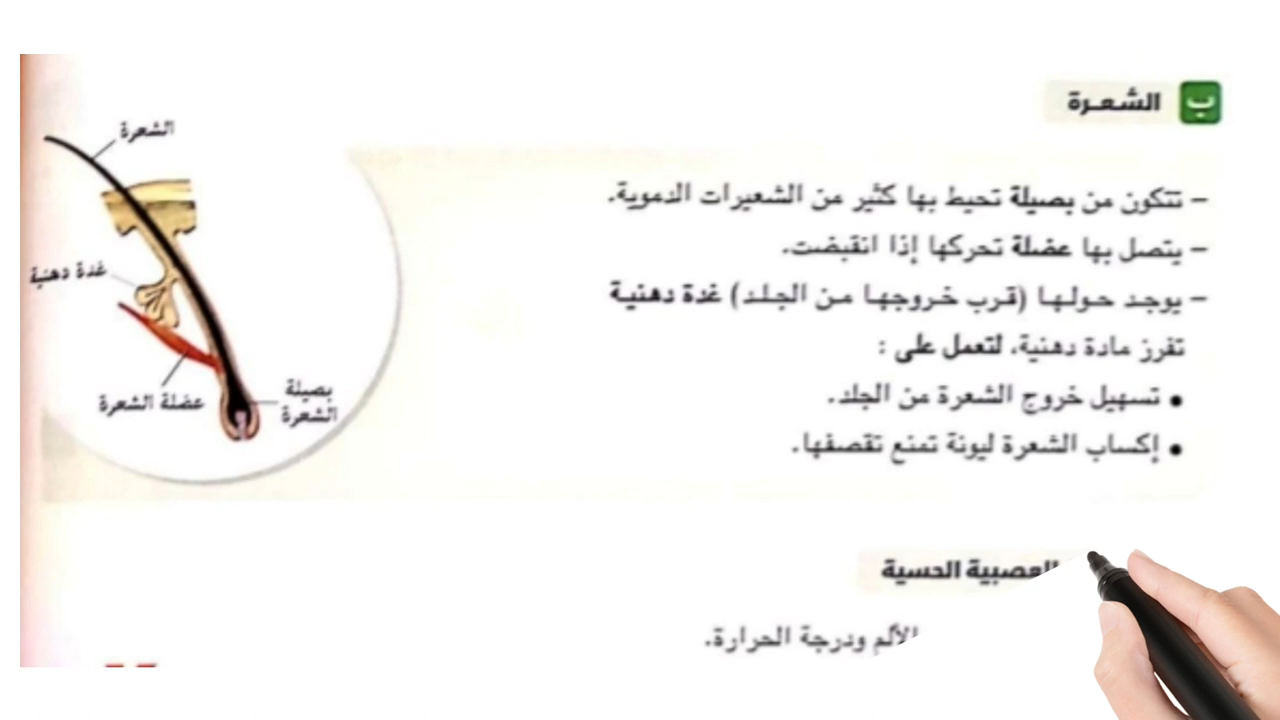 ب الشعرة
– تتكون من بصيلة تحيط بها كثير من الشعيرات الدموية.
– يتصل بها عضلة تحركها إذا انقبضت.
– يوجد حولها (قرب خروجها من الجلد) غدة دهنية
تفرز مادة دهنية، لتعمل على :
• تسهيل خروج الشعرة من الجلد.
• إكساب الشعرة ليونة تمنع تقصفها.
الشعرة
غدة دهنية
عضلة الشعرة
بصيلة
الشعرة
العصبية الحسية
الألم ودرجة الحرارة.